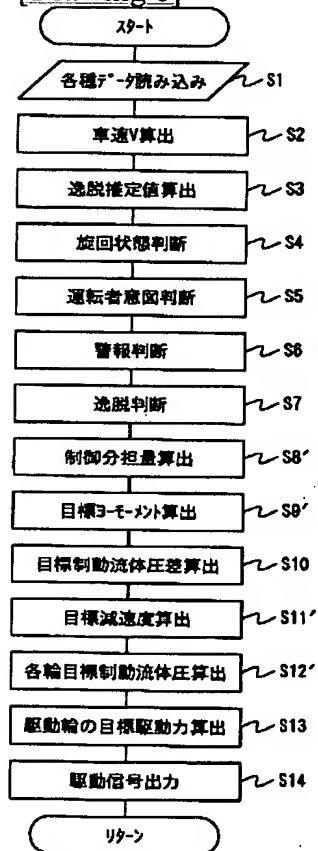 スタート
各種データ読み込み S1
車速V算出 S2
逸脱推定値算出 S3
旋回状態判断 S4
運転者意図判断 S5
警報判断 S6
逸脱判断 S7
制御分担量算出 S8′
目標ヨーモーメント算出 S9′
目標制動流体圧差算出 S10
目標減速度算出 S11′
各輪目標制動流体圧算出 S12′
駆動輪の目標駆動力算出 S13
駆動信号出力 S14
リターン